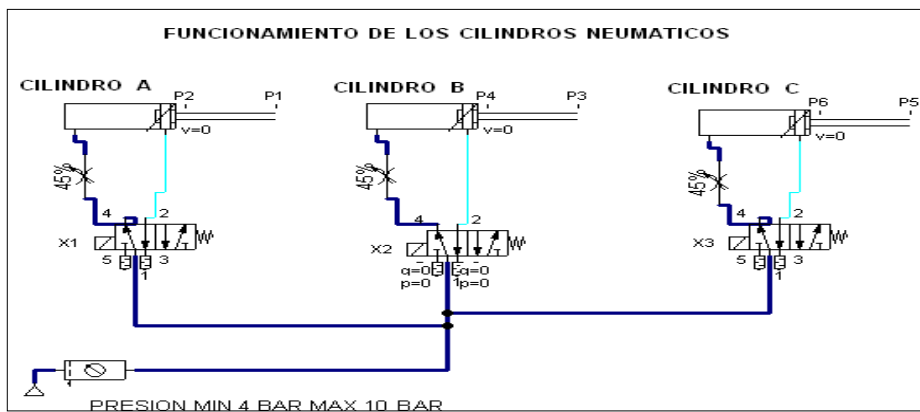 FUNCIONAMIENTO DE LOS CILINDROS NEUMATICOS
CILINDRO A
P2
P1
CILINDRO B
P4
P3
CILINDRO C
P6
P5
v=0
v=0
v=0
45%
45%
45%
4
2
4
2
4
2
X1
X2
X3
5
3
1
q=0
q=0
p=0
1
p=0
5
3
1
PRESION MIN 4 BAR MAX 10 BAR